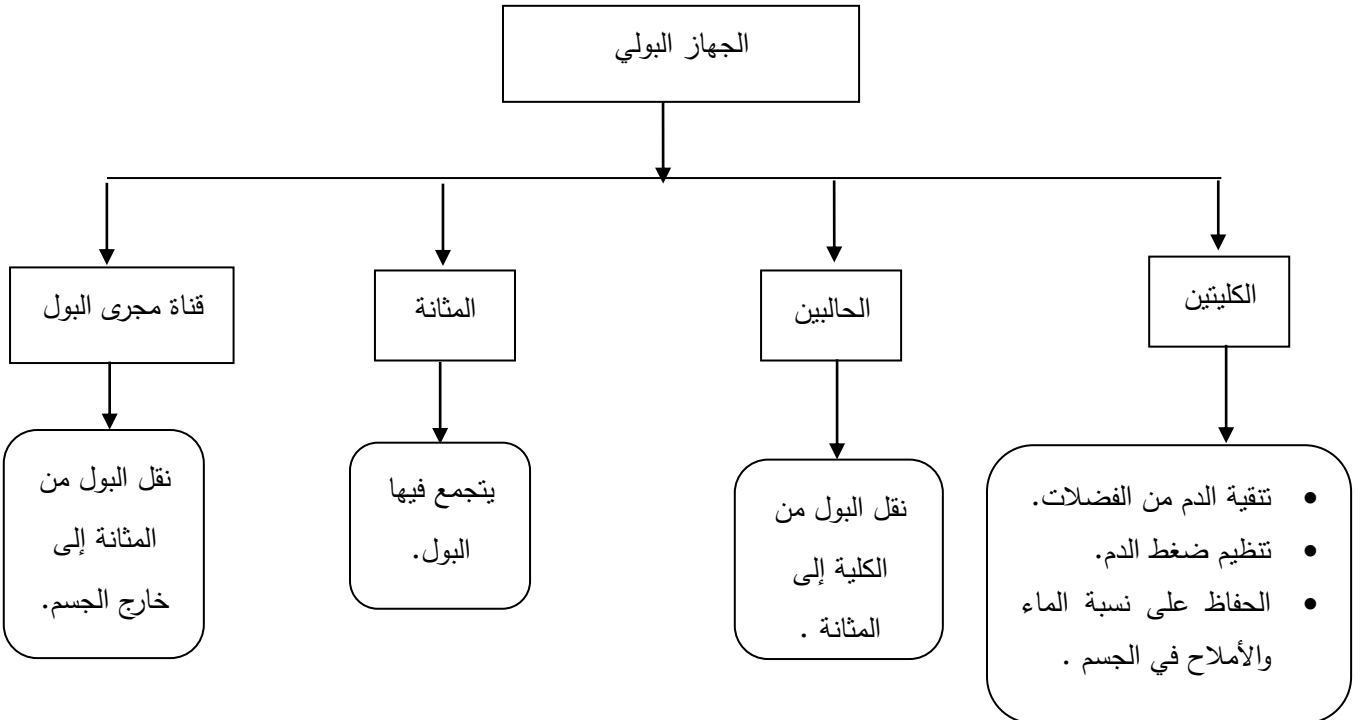 الجهاز البولي
الكليتين
الحالبين
المثانة
قناة مجرى البول
• تنقية الدم من الفضلات.
• تنظيم ضغط الدم.
• الحفاظ على نسبة الماء
والأملاح في الجسم .
نقل البول من
الكلية إلى
المثانة .
يتجمع فيها
البول.
نقل البول من
المثانة إلى
خارج الجسم.